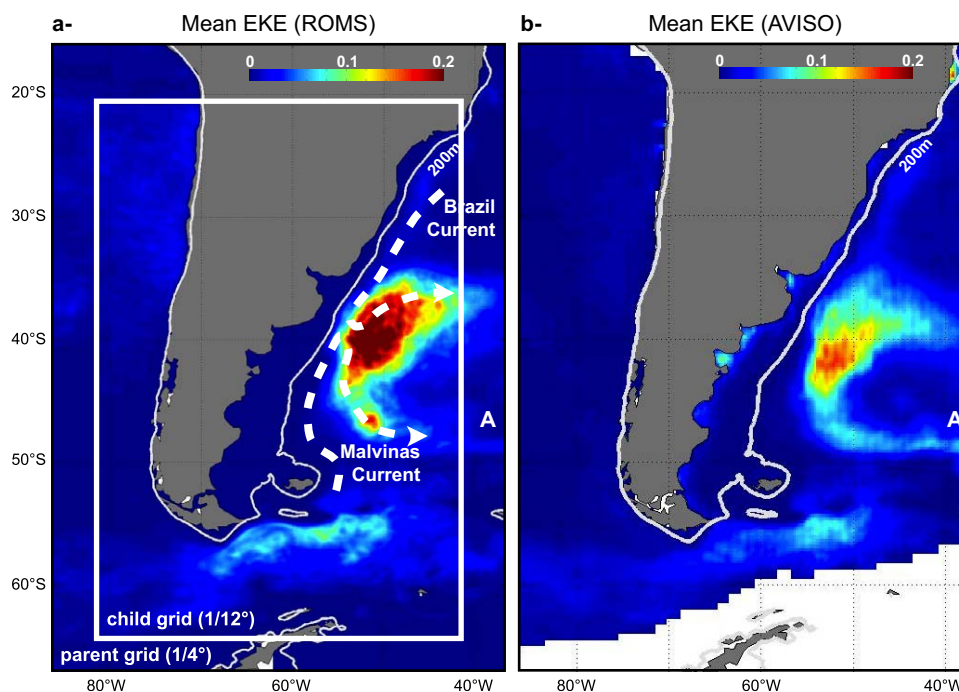 a- Mean EKE (ROMS)
b- Mean EKE (AVISO)
0 0.1 0.2
0 0.1 0.2
20°S
30°S
40°S
50°S
60°S
200m
Brazil
Current
A
Malvinas
Current
child grid (1/12°)
parent grid (1/4°)
200m
A
80°W 60°W 40°W
80°W 60°W 40°W